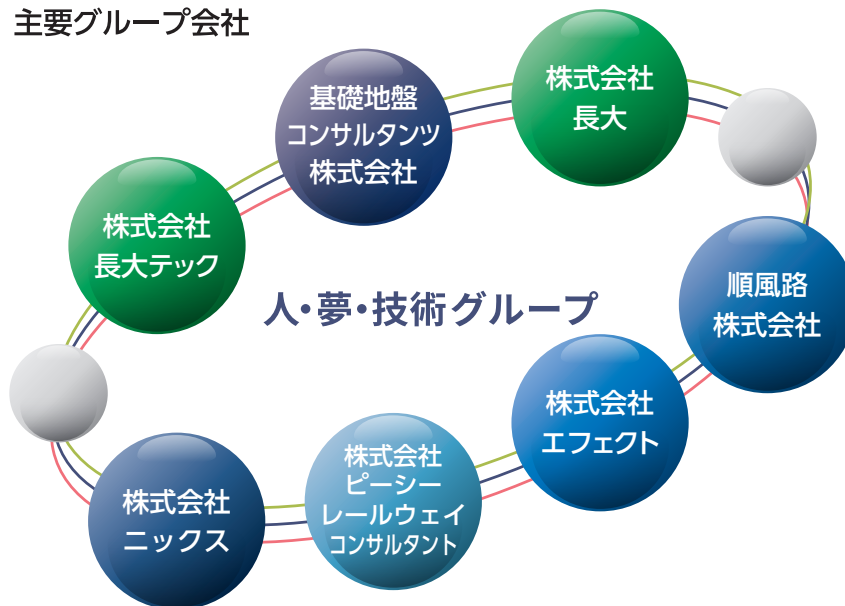 主要グループ会社
株式会社
長大
基礎地盤
コンサルタンツ
株式会社
株式会社
長大テック
人・夢・技術グループ
順風路
株式会社
株式会社
エフェクト
株式会社
ピーシー
レールウェイ
コンサルタント
株式会社
ニックス